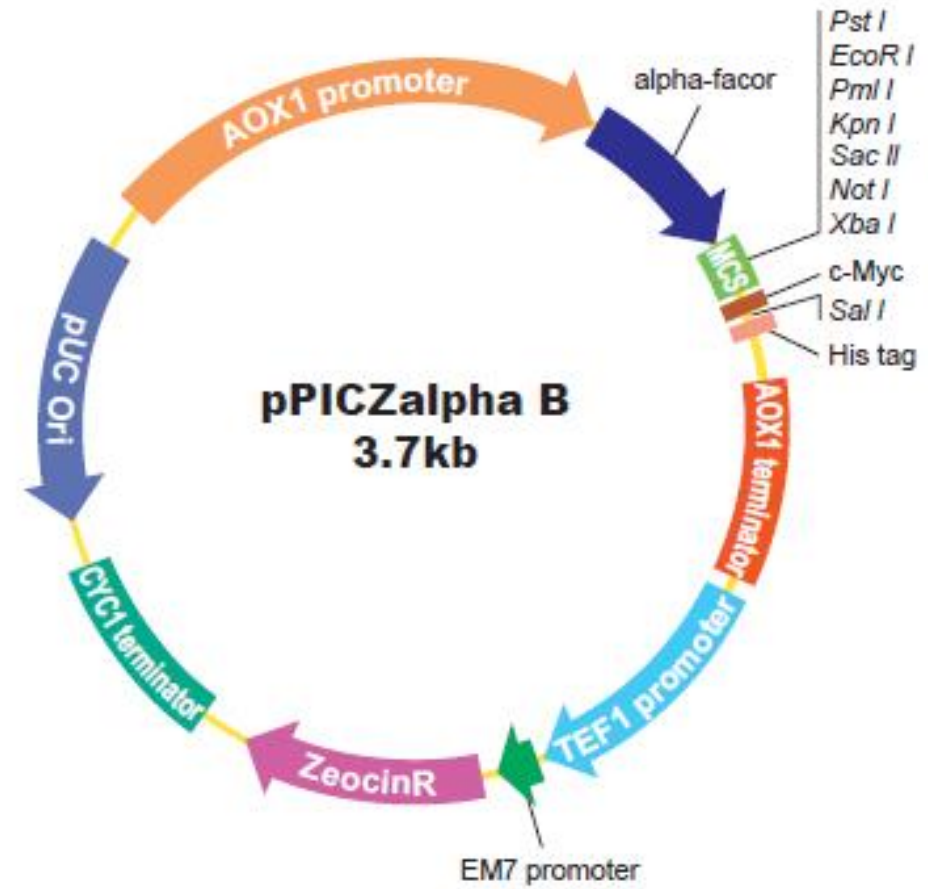 Pst I
EcoR I
Pml I
Kpn I
Sac II
Not I
Xba I
AOX1 promoter
alpha-facor
MCS
c-Myc
Sal I
His tag
pUC Ori
pPICZalpha B
3.7kb
AOX1 terminator
CYC1 terminator
TEF1 promoter
ZeocinR
EM7 promoter